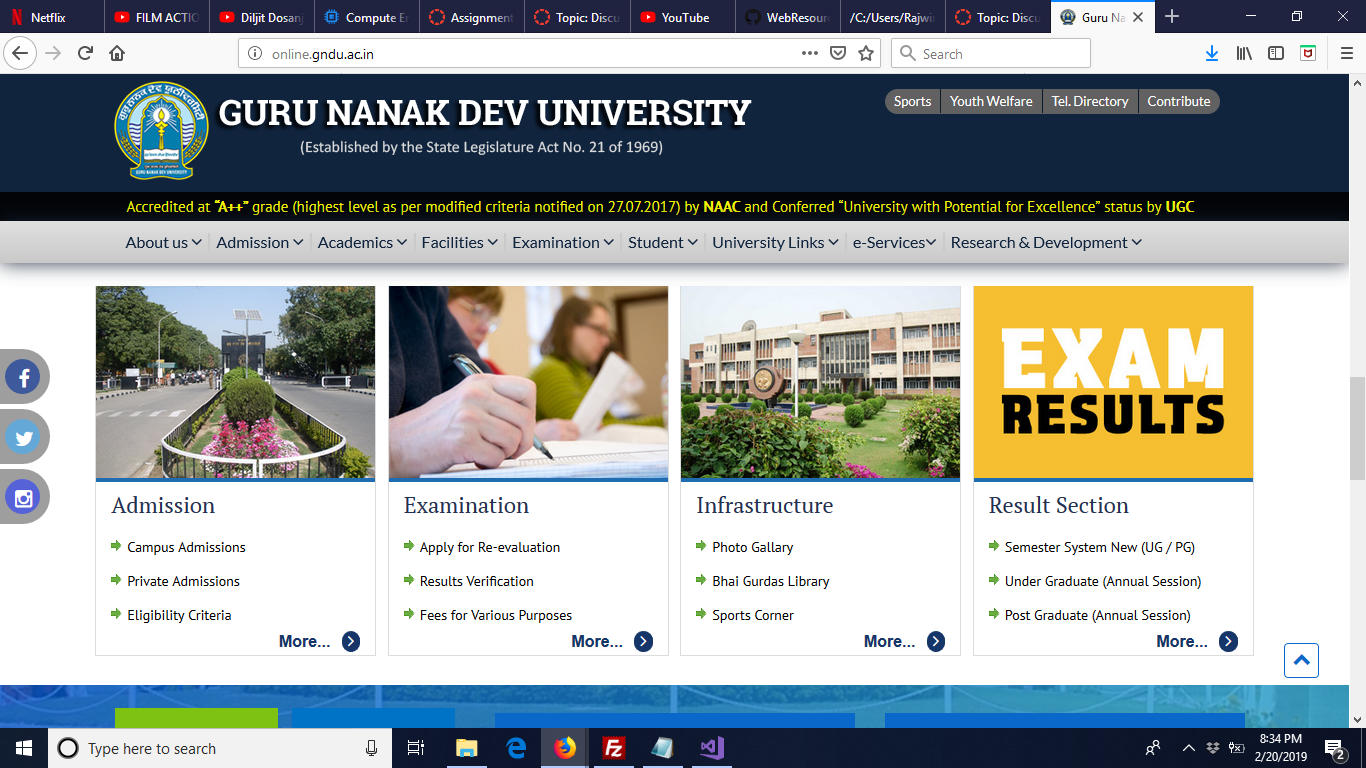 Netflix
FILM ACTIO
Diljit Dosanj
Compute En
Assignment
Topic: Discu
YouTube
WebResour
/C:/Users/Rajwi
Topic: Discu
Guru Na
online.gndu.ac.in
Search
GURU NANAK DEV UNIVERSITY
(Established by the State Legislature Act No. 21 of 1969)
GURU NANAK DEV UNIVERSITY
Sports
Youth Welfare
Tel. Directory
Contribute
Accredited at “A++” grade (highest level as per modified criteria notified on 27.07.2017) by NAAC and Conferred “University with Potential for Excellence” status by UGC
About us
Admission
Academics
Facilities
Examination
Student
University Links
e-Services
Research & Development
EXAM
RESULTS
Admission
Campus Admissions
Private Admissions
Eligibility Criteria
More...
Examination
Apply for Re-evaluation
Results Verification
Fees for Various Purposes
More...
Infrastructure
Photo Gallary
Bhai Gurdas Library
Sports Corner
More...
Result Section
Semester System New (UG / PG)
Under Graduate (Annual Session)
Post Graduate (Annual Session)
More...
Type here to search
8:34 PM
2/20/2019
2